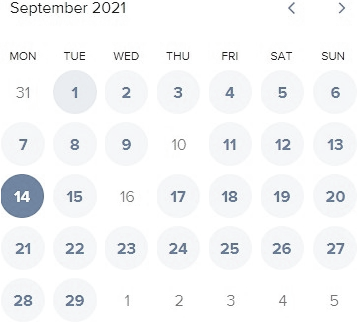 September 2021
MON TUE WED THU FRI SAT SUN
31 1 2 3 4 5 6
7 8 9 10 11 12 13
14 15 16 17 18 19 20
21 22 23 24 25 26 27
28 29 1 2 3 4 5